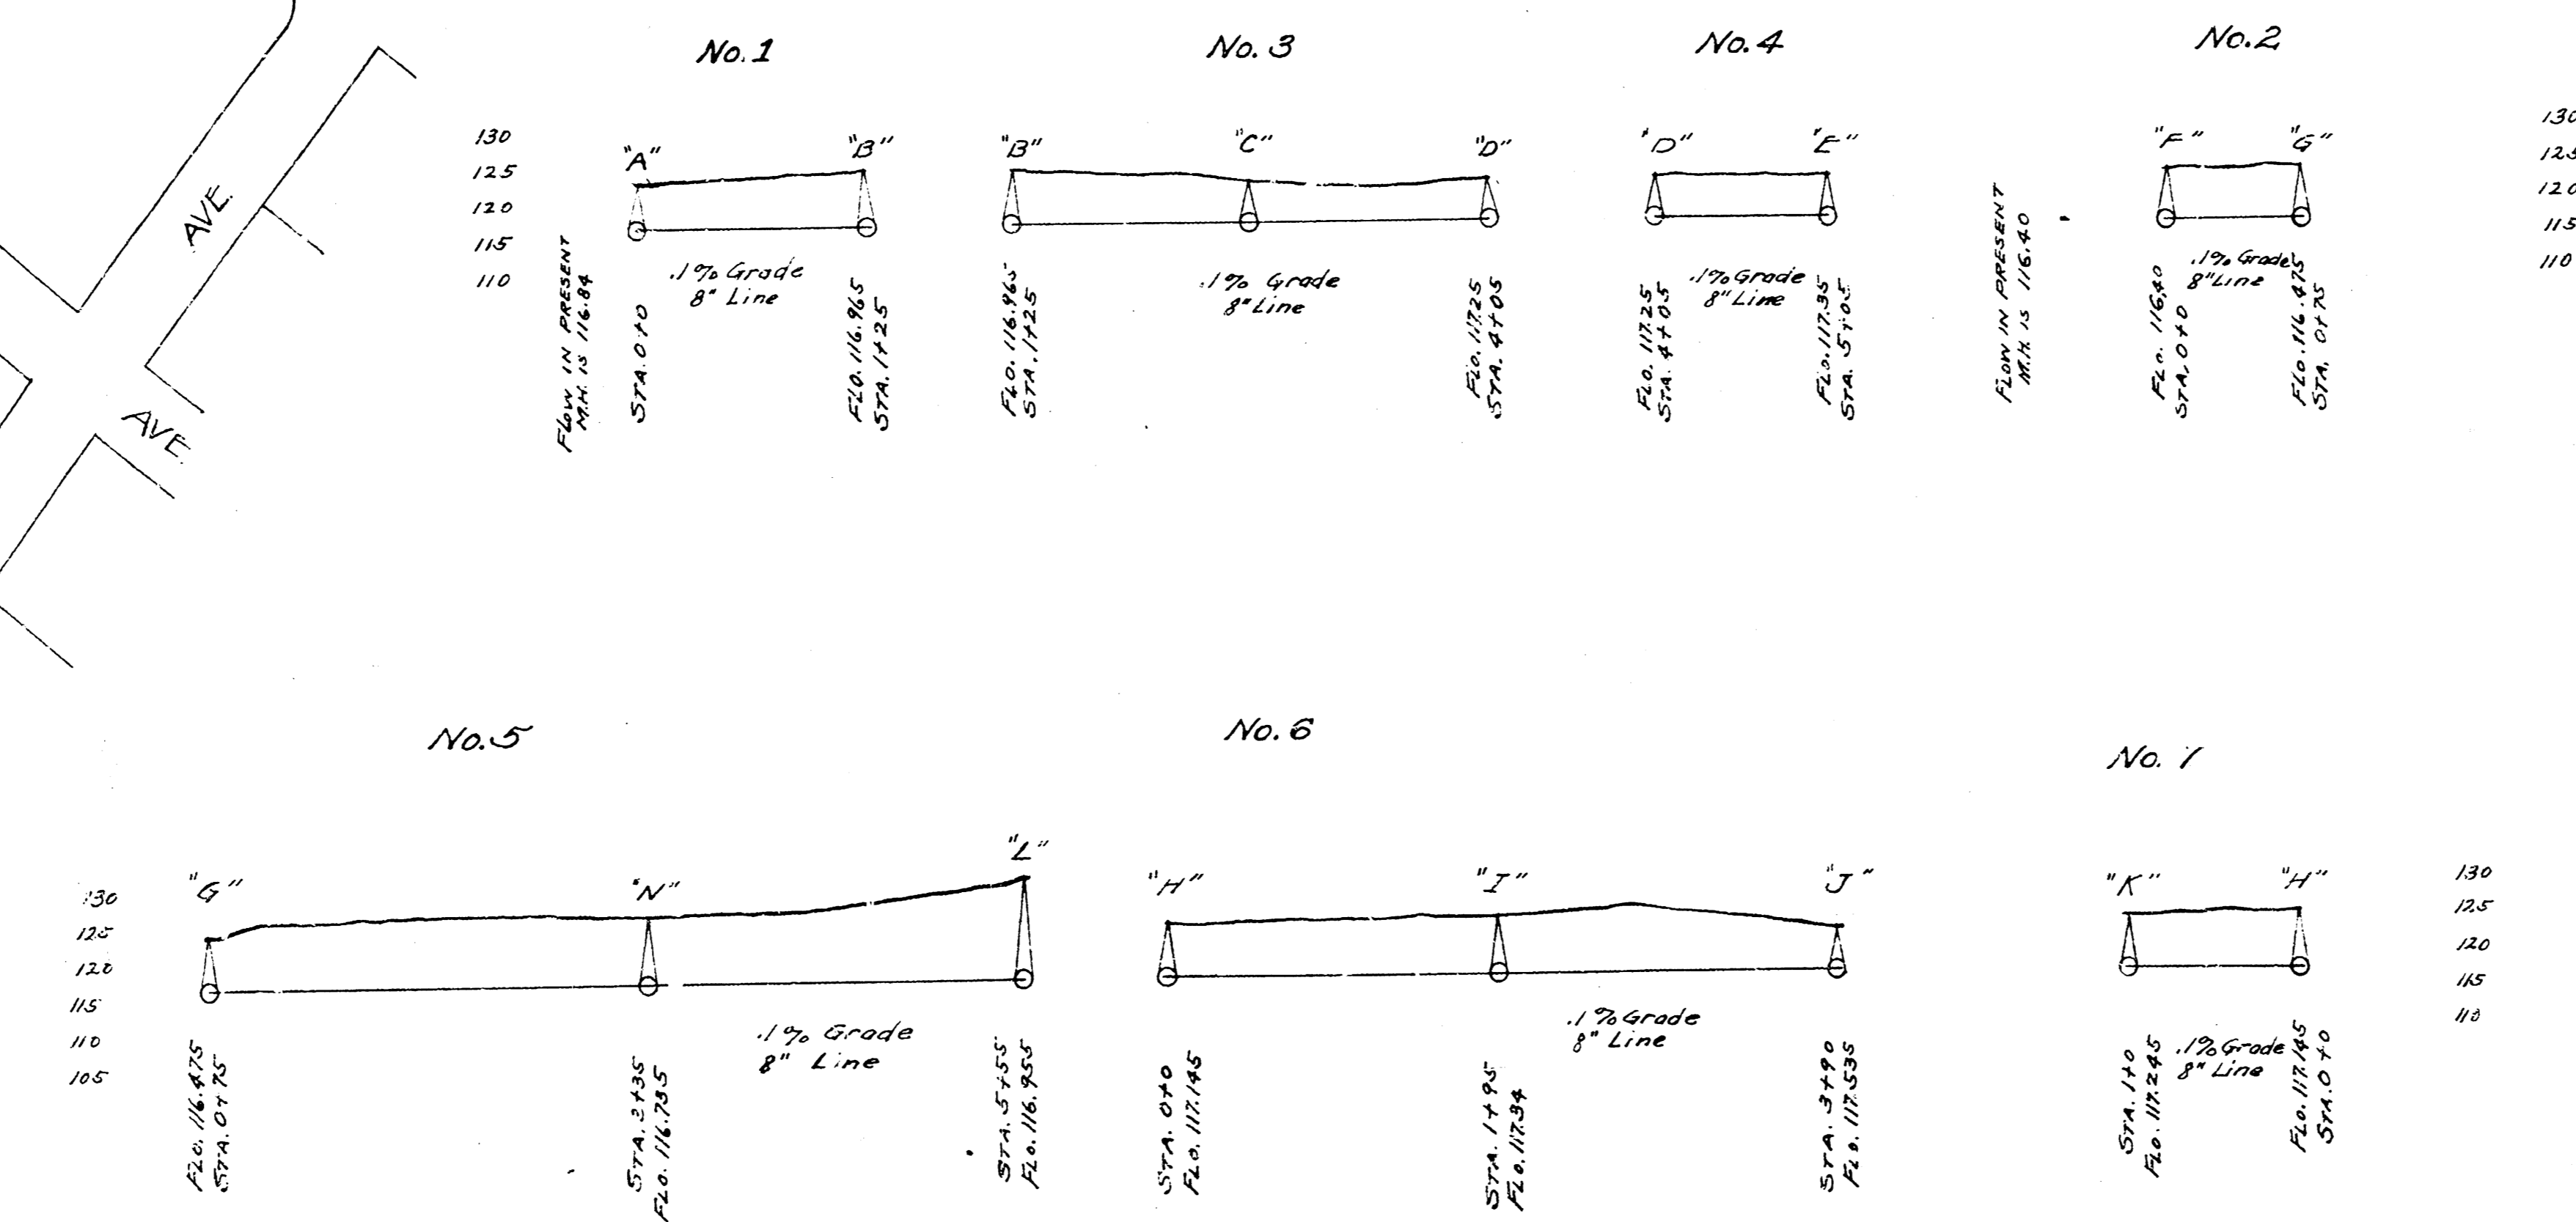 AVE.
AVE.
No. 1
130
125
120
115
110
"A"
"B"
FLOW IN PRESENT
M.H. IS 116.84
STA. 0+0
.1% Grade
8" Line
FLO. 116.965
STA. 1+25
No. 3
"B"
"C"
"D"
FLO. 116.965
STA. 1+25
.1% Grade
8" Line
FLO. 117.25
STA. 4+05
No. 4
"D"
"E"
FLO. 117.25
STA. 4+05
.1% Grade
8" Line
FLO. 117.35
STA. 5+05
No. 2
FLOW IN PRESENT
M.H. IS 116.40
"F"
"G"
FLO. 116.40
STA. 0+0
.1% Grade
8" Line
FLO. 116.475
STA. 0+75
130
125
120
115
110
No. 5
130
125
120
115
110
105
"G"
"N"
"L"
FLO. 116.475
STA. 0+75
STA. 3+35
FLO. 116.735
.1% Grade
8" Line
STA. 5+55
FLO. 116.955
No. 6
"H"
"I"
"J"
STA. 0+0
FLO. 117.145
STA. 1+95
FLO. 117.34
.1% Grade
8" Line
STA. 3+90
FLO. 117.535
No. 7
"K"
"H"
STA. 1+0
FLO. 117.245
.1% Grade
8" Line
FLO. 117.145
STA. 0+0
130
125
120
115
110